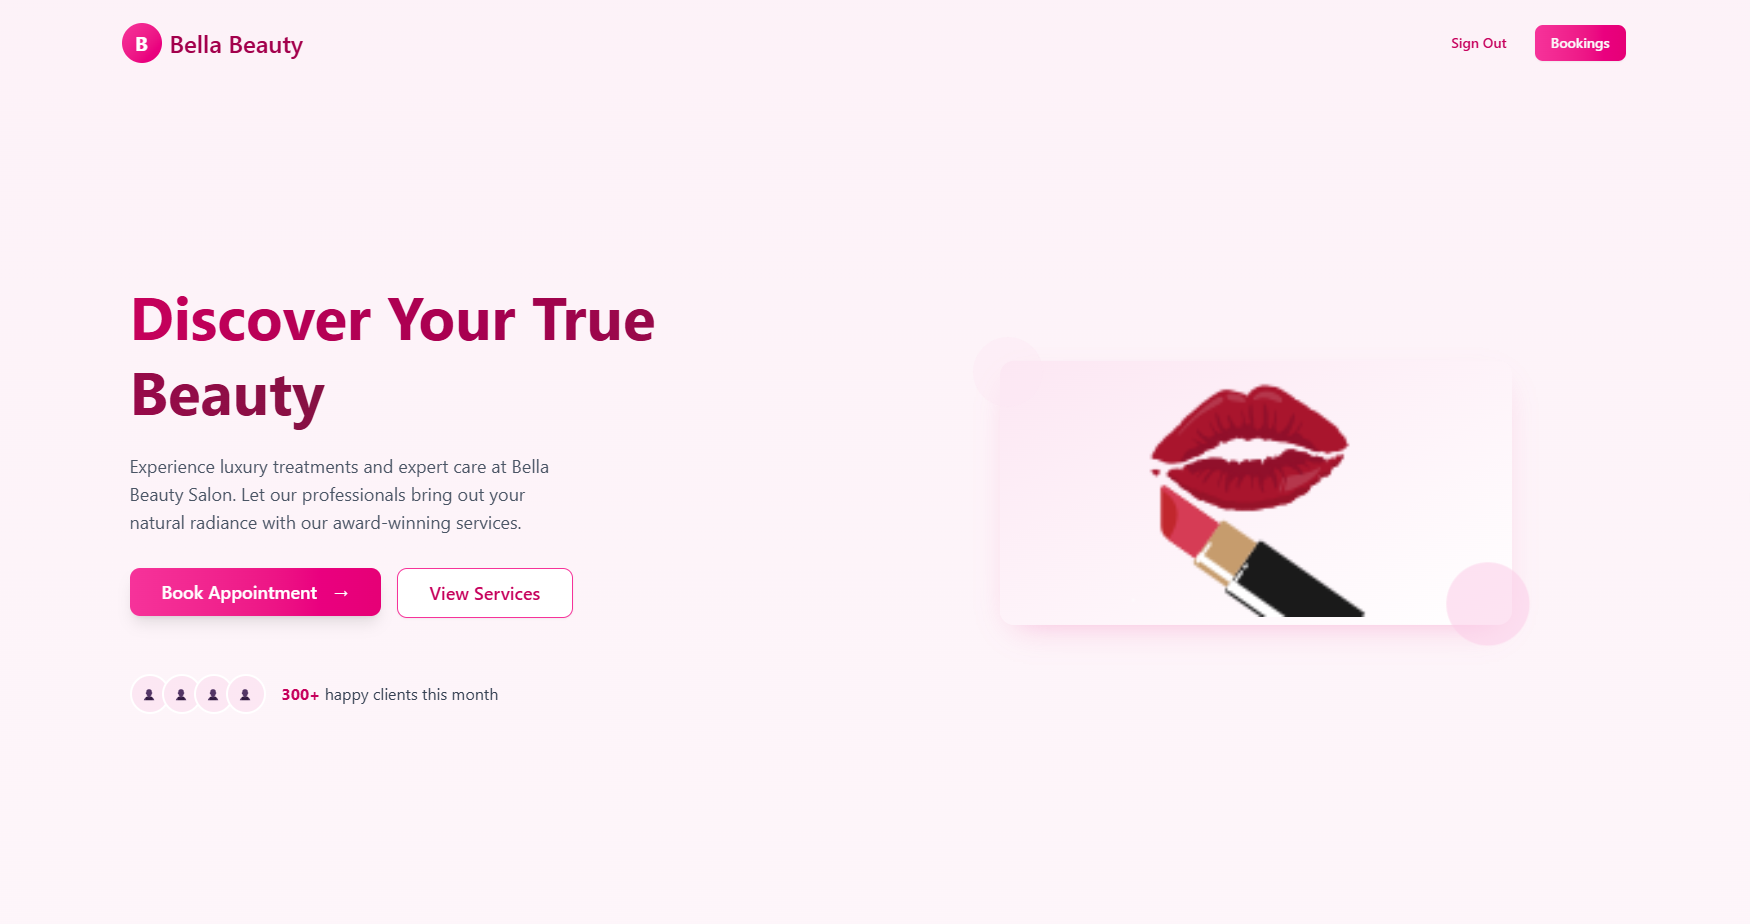 B
Bella Beauty
Sign Out
Bookings
Discover Your True
Beauty
Experience luxury treatments and expert care at Bella
Beauty Salon. Let our professionals bring out your
natural radiance with our award-winning services.
Book Appointment →
View Services
300+ happy clients this month